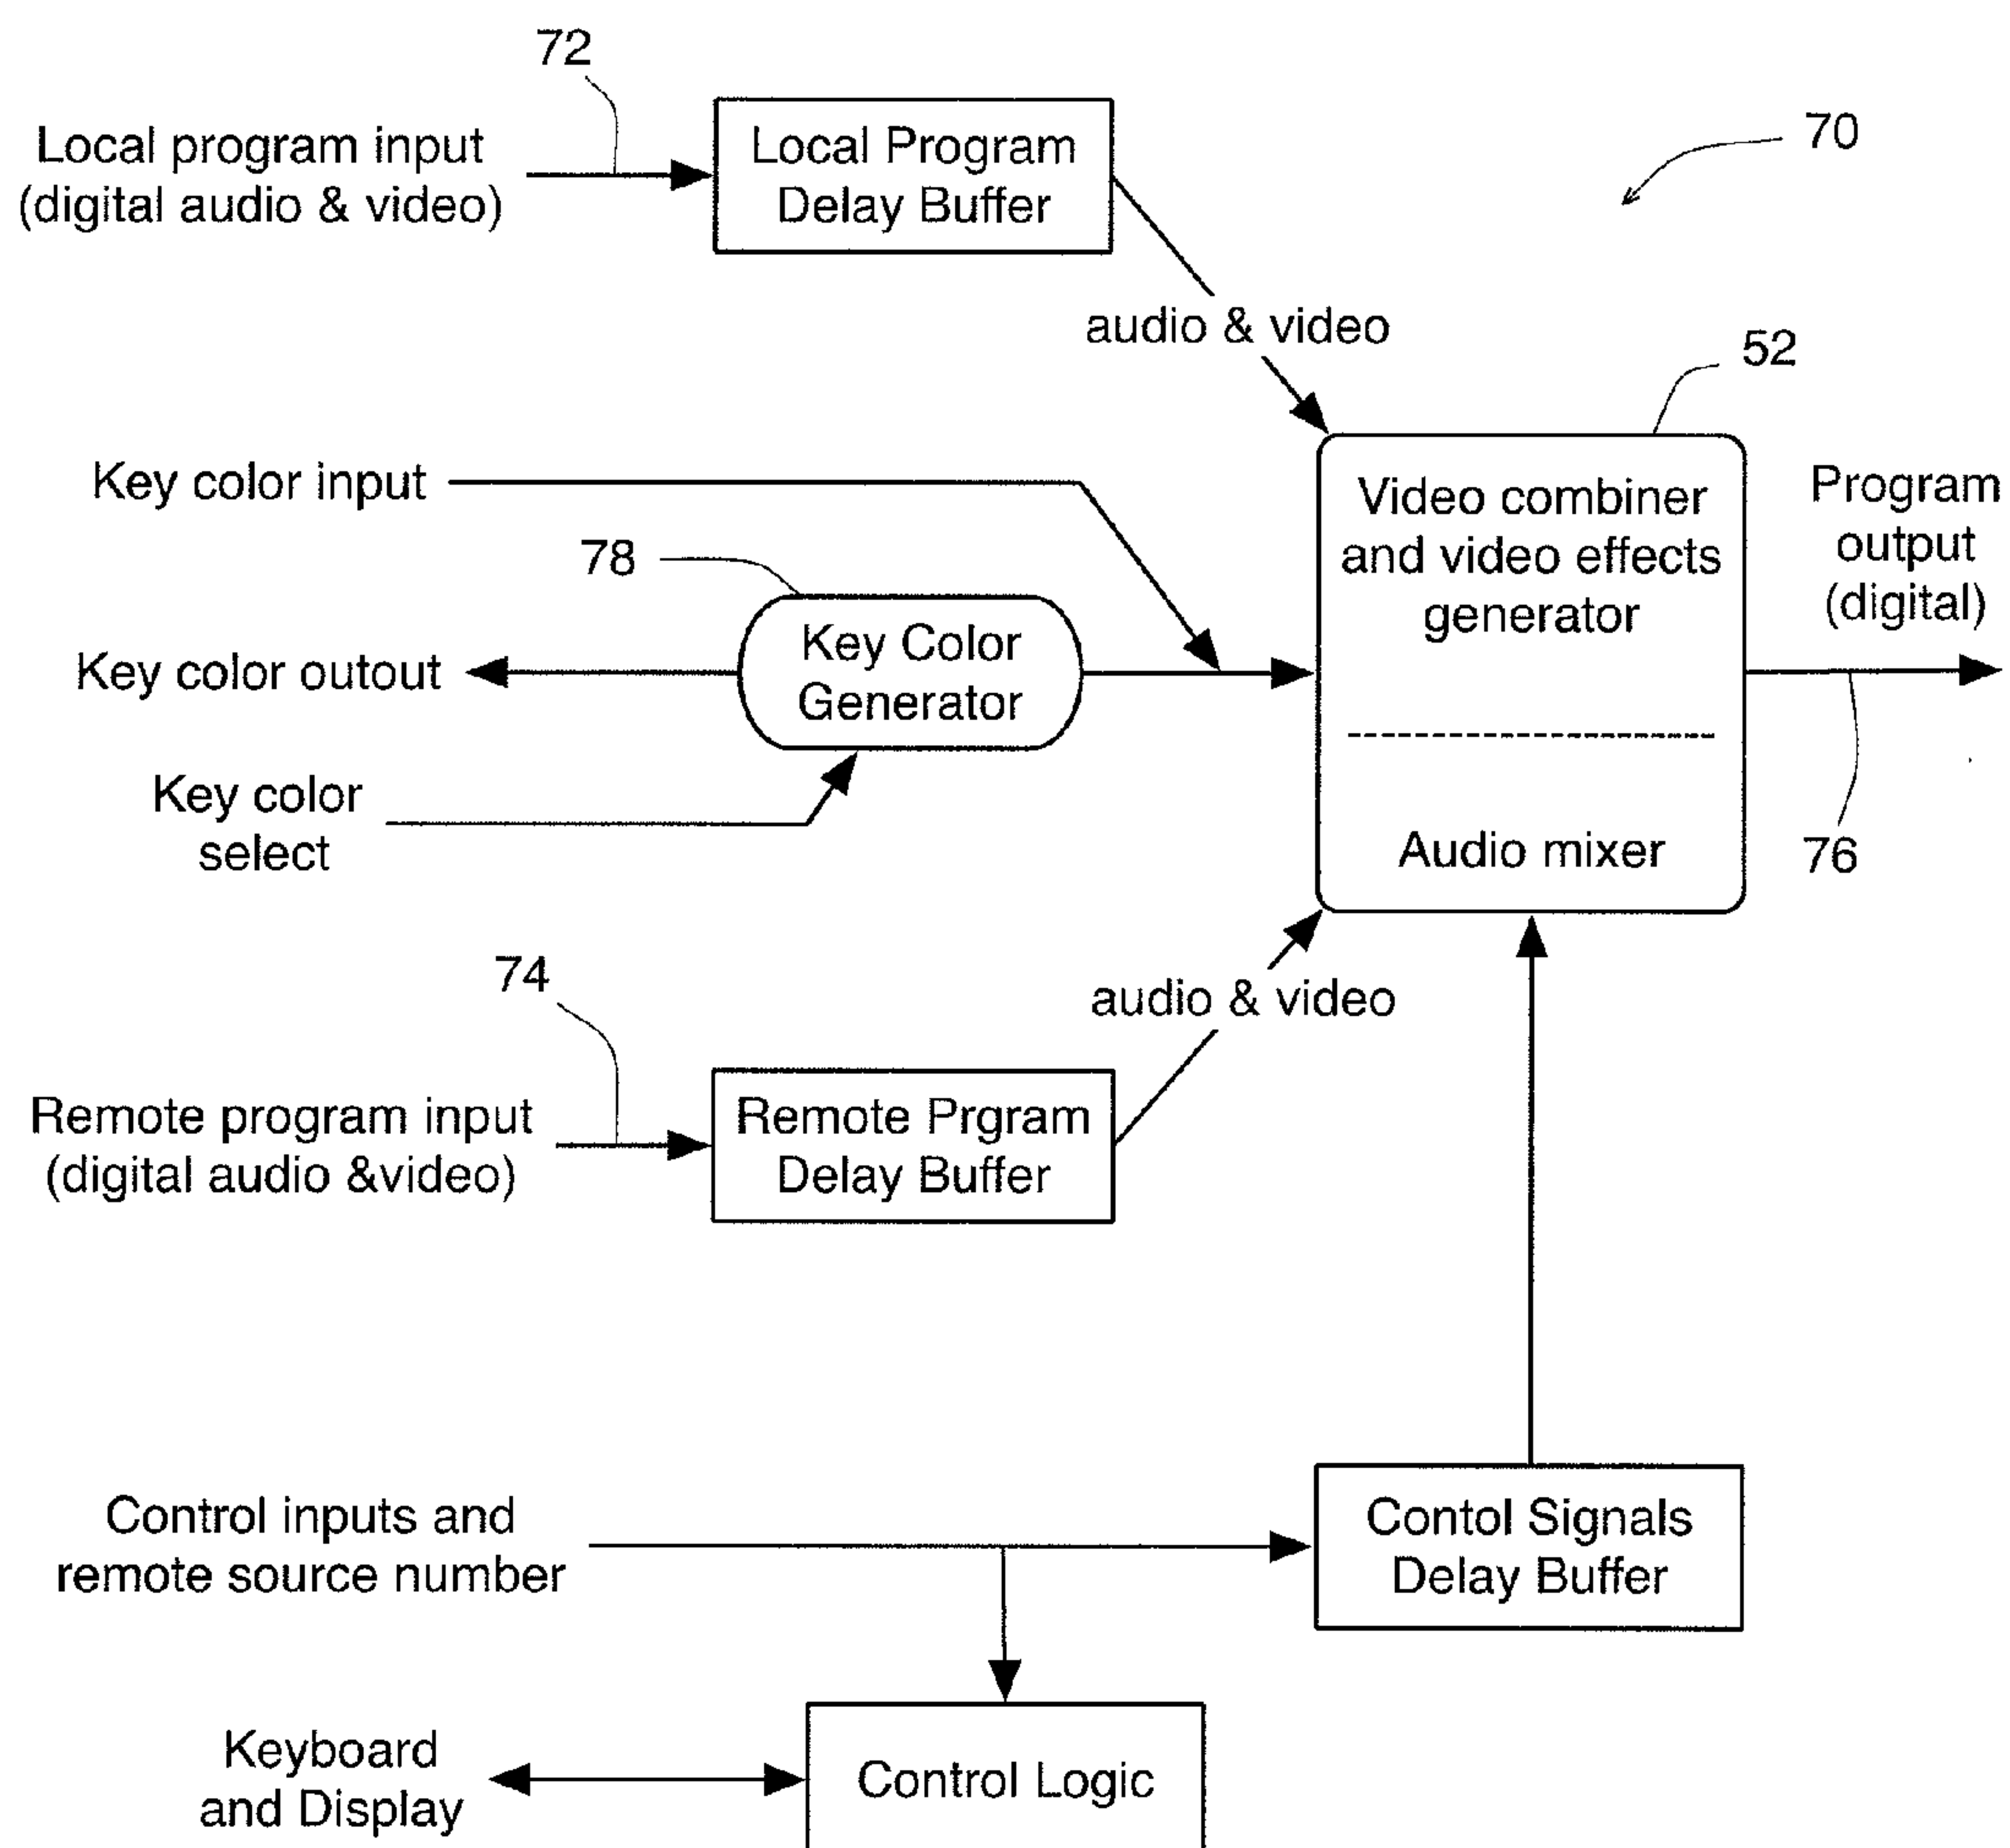 72
Local program input
(digital audio & video)
Local Program
Delay Buffer
70
audio & video
52
Key color input
78
Key Color
Generator
Key color outout
Key color
select
Video combiner
and video effects
generator
Audio mixer
Program
output
(digital)
76
74
audio & video
Remote program input
(digital audio &video)
Remote Prgram
Delay Buffer
Control inputs and
remote source number
Contol Signals
Delay Buffer
Keyboard
and Display
Control Logic